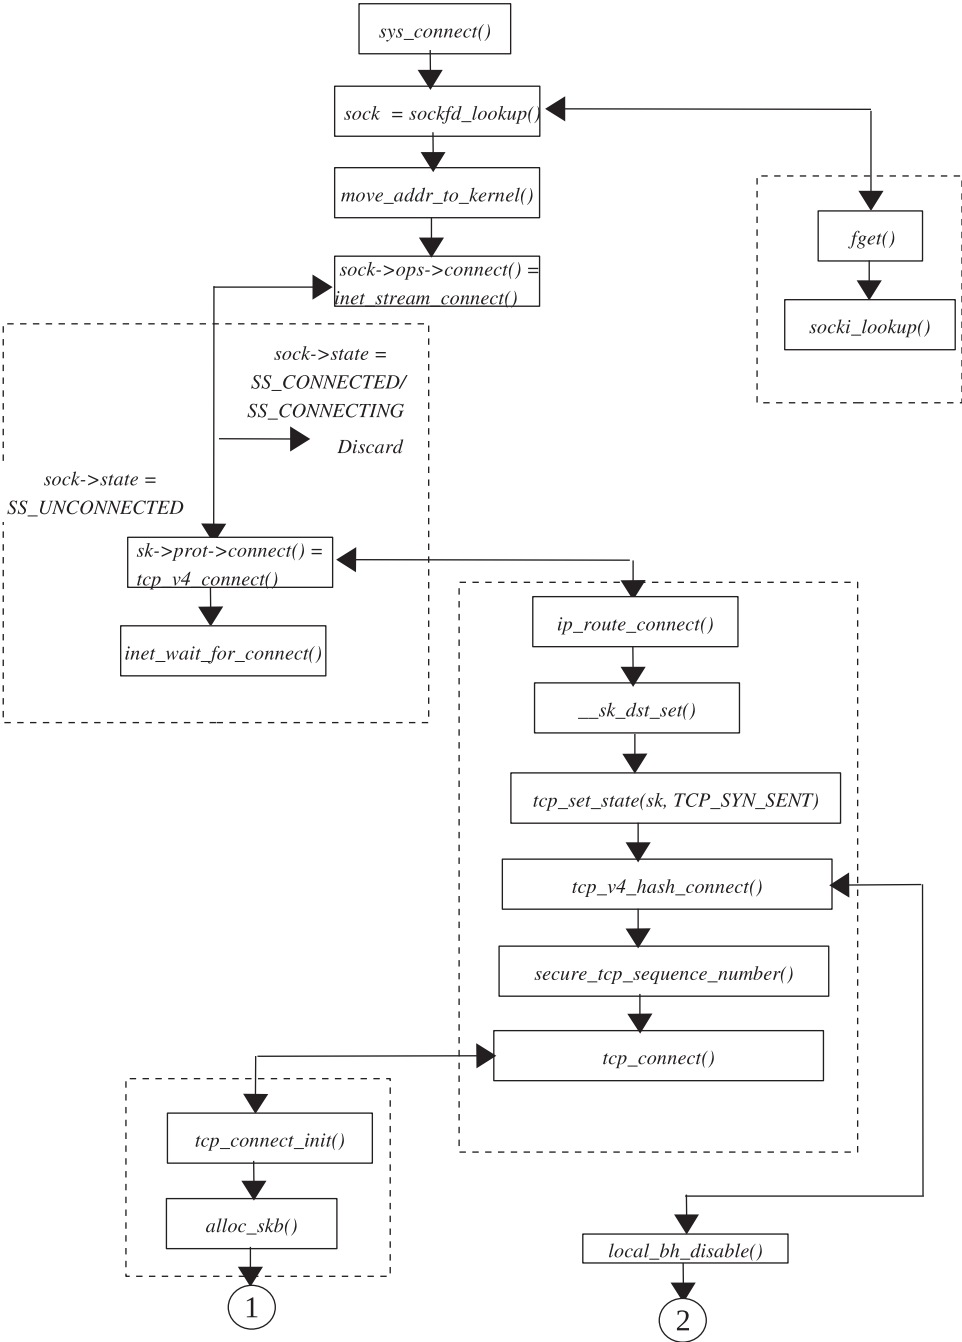 sys_connect()
sock = sockfd_lookup()
move_addr_to_kernel()
fget()
sock->ops->connect() =
inet_stream_connect()
socki_lookup()
sock->state =
SS_CONNECTED/
SS_CONNECTING
Discard
sock->state =
SS_UNCONNECTED
sk->prot->connect() =
tcp_v4_connect()
inet_wait_for_connect()
ip_route_connect()
__sk_dst_set()
tcp_set_state(sk, TCP_SYN_SENT)
tcp_v4_hash_connect()
secure_tcp_sequence_number()
tcp_connect()
tcp_connect_init()
alloc_skb()
local_bh_disable()
1
2